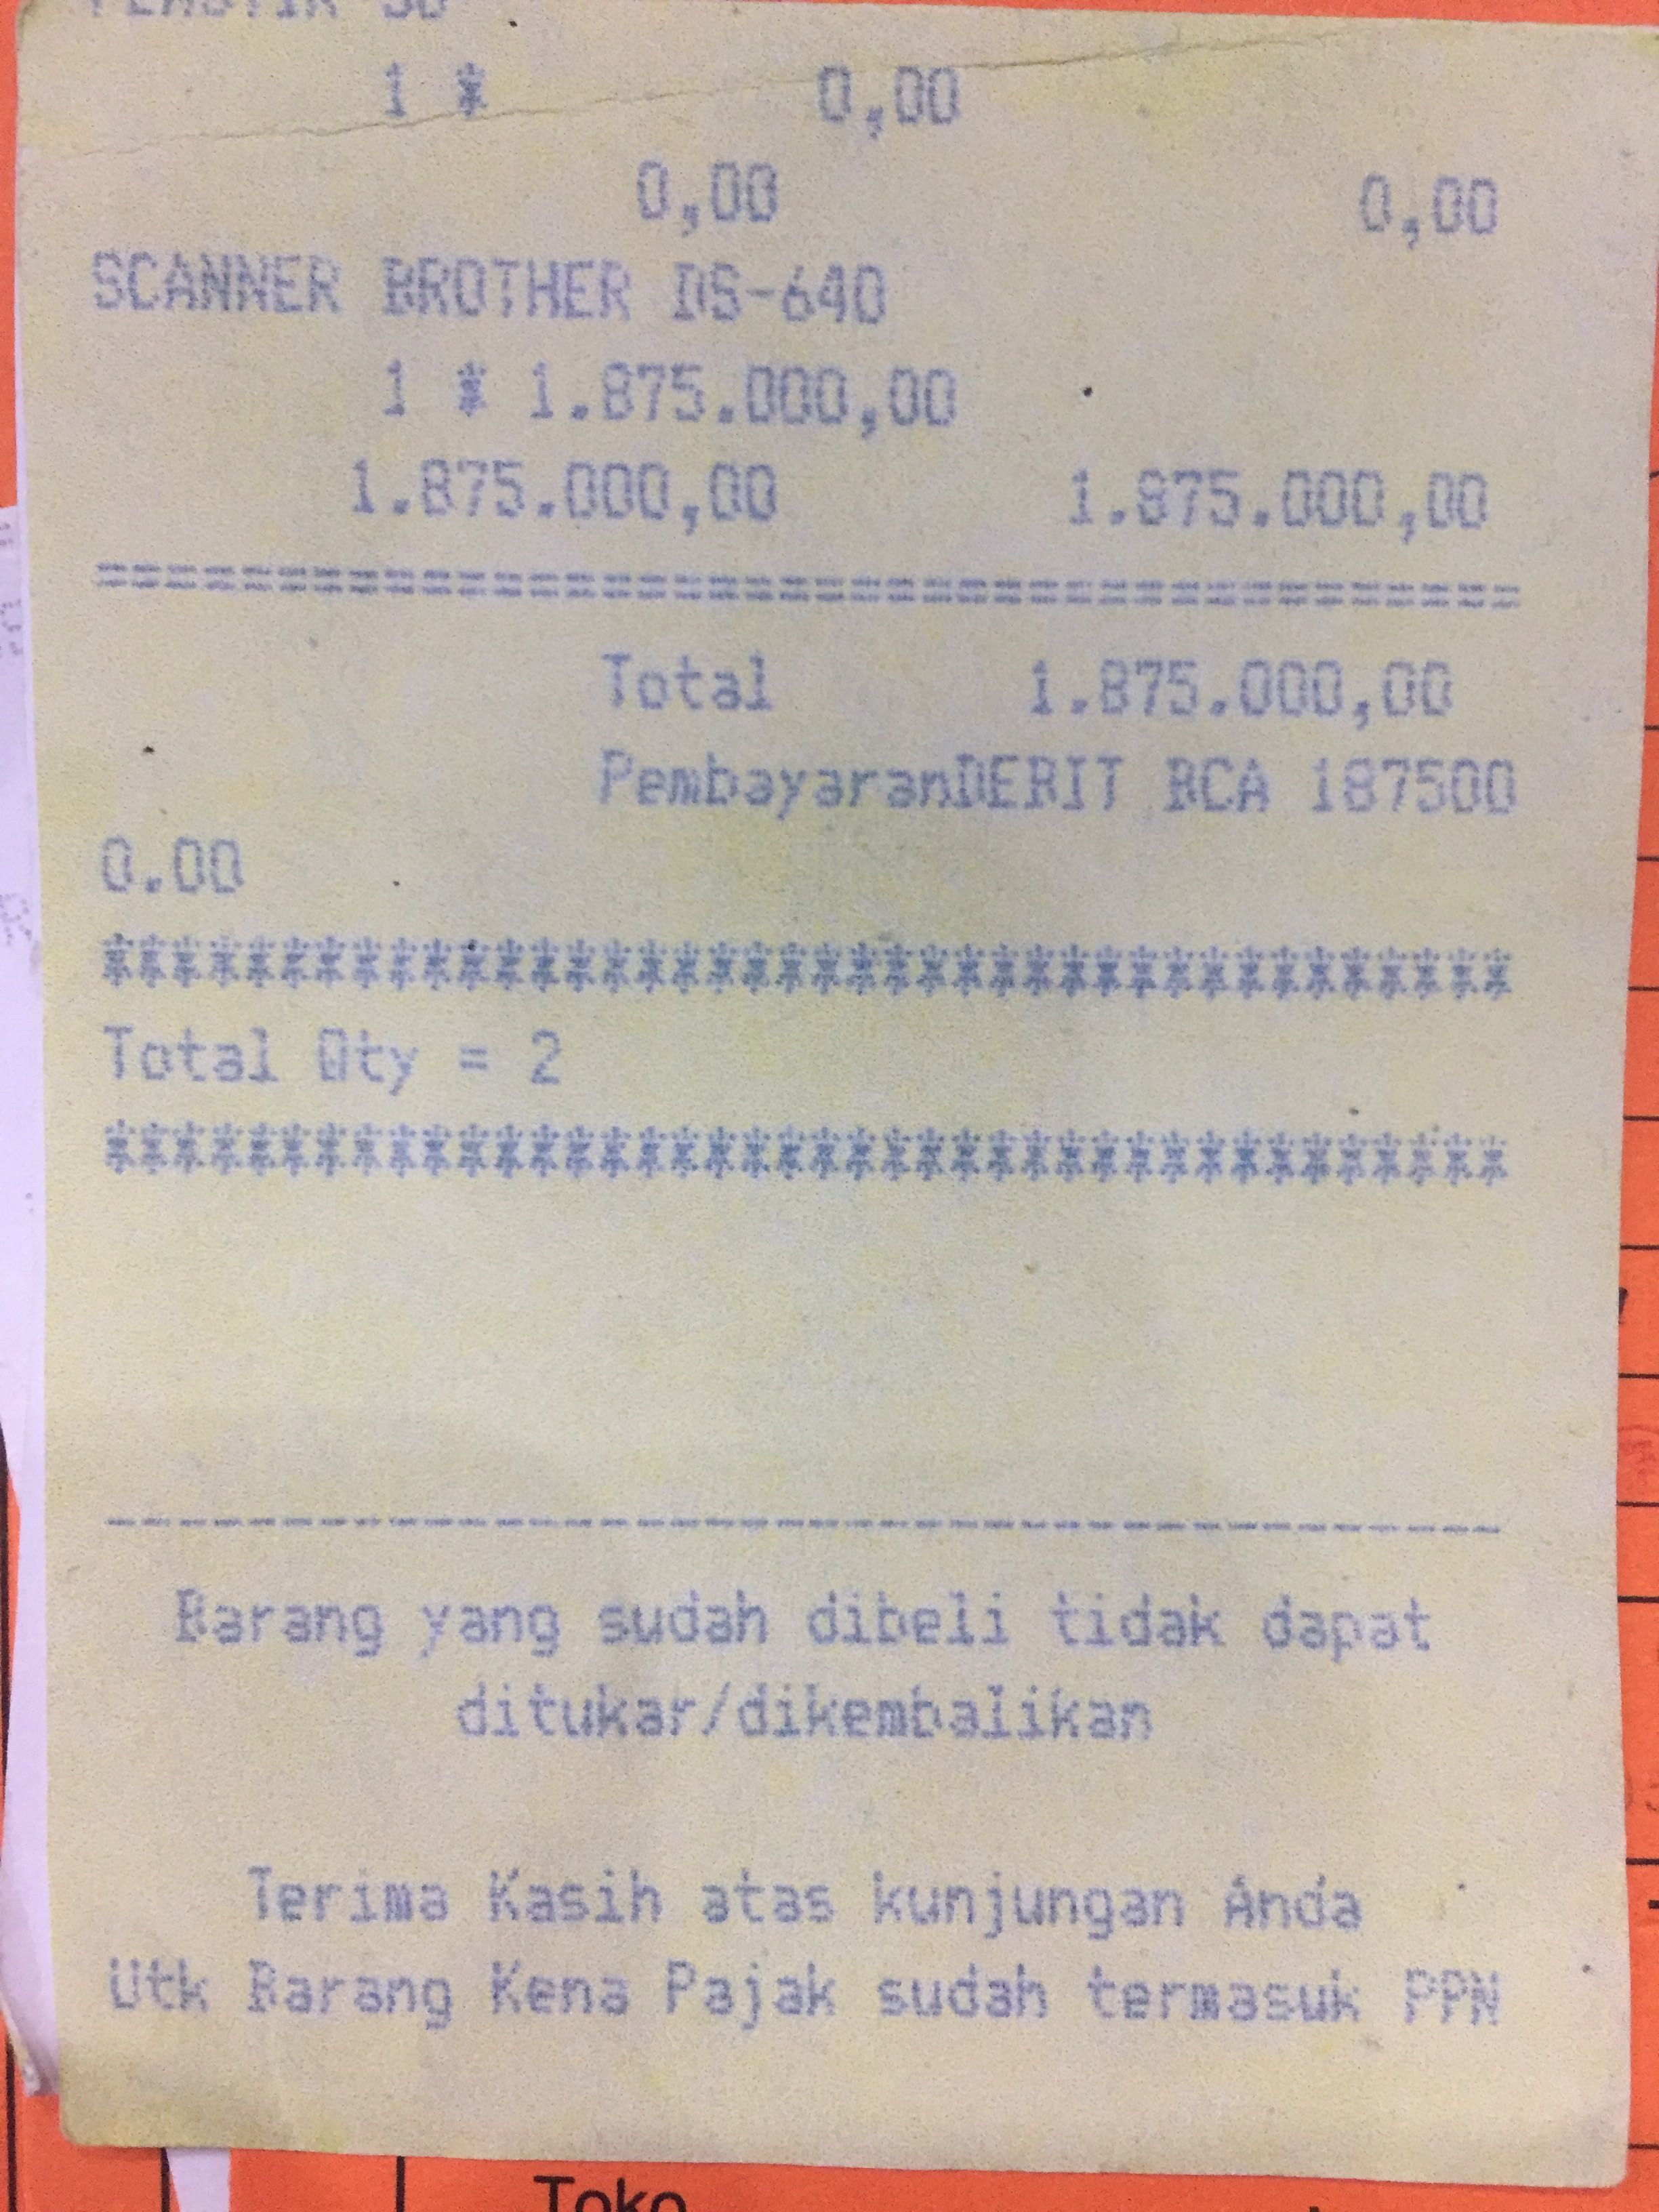 PLASTIK 30
1 * 0,00
0,00 0,00
SCANNER BROTHER DS-640
1 * 1.875.000,00
1.875.000,00 1.875.000,00
========================================
Total 1.875.000,00
PembayaranDEBIT BCA 187500
0.00
****************************************
Total Qty = 2
****************************************
----------------------------------------
Barang yang sudah dibeli tidak dapat
ditukar/dikembalikan
Terima Kasih atas kunjungan Anda
Utk Barang Kena Pajak sudah termasuk PPN
Toko